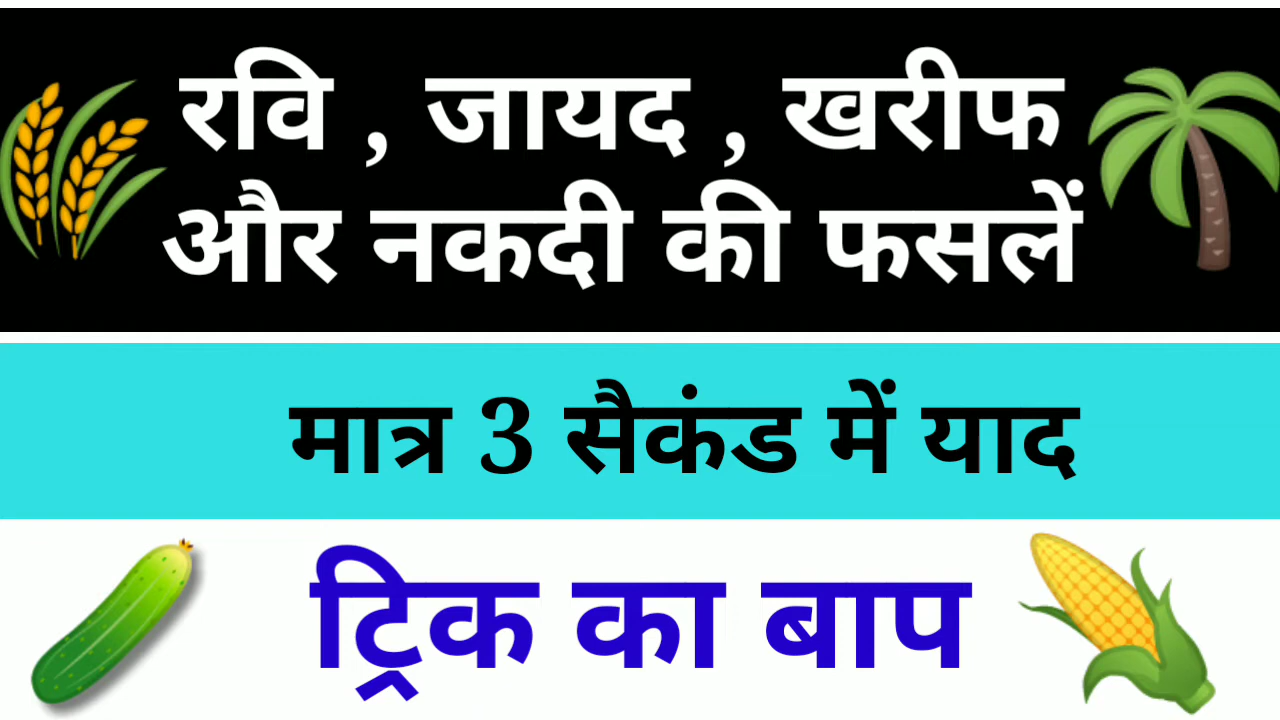 रवि , जायद , खरीफ
और नकदी की फसलें
मात्र 3 सैकंड में याद
ट्रिक का बाप